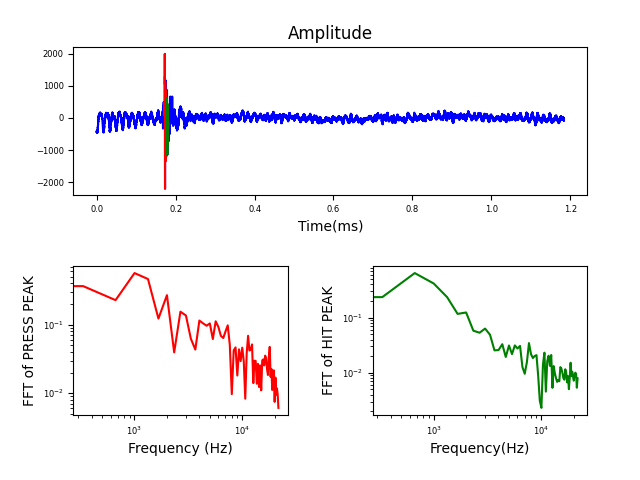 Amplitude
2000
1000
0
−1000
−2000
0.0 0.2 0.4 0.6 0.8 1.0 1.2
Time(ms)
FFT of PRESS PEAK
10⁻¹
10⁻²
10³ 10⁴
Frequency (Hz)
FFT of HIT PEAK
10⁻¹
10⁻²
10³ 10⁴
Frequency(Hz)